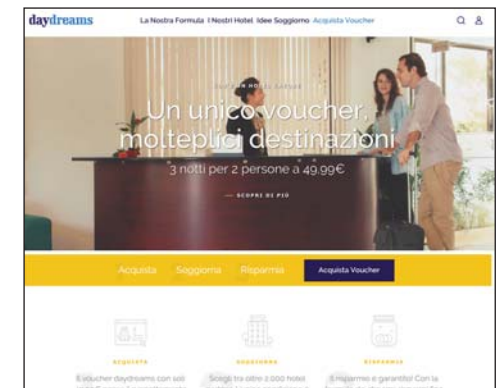 daydreams
La Nostra Formula I Nostri Hotel Idee Soggiorno Acquista Voucher
Un unico voucher,
molteplici destinazioni
3 notti per 2 persone a 49,99€
SCOPRI DI PIÙ
Acquista Soggiorna Risparmia Acquista Voucher
ACQUISTA SOGGIORNA RISPARMIA
Il voucher daydreams con soli Scegli tra oltre 2.000 hotel Il risparmio è garantito! Con la